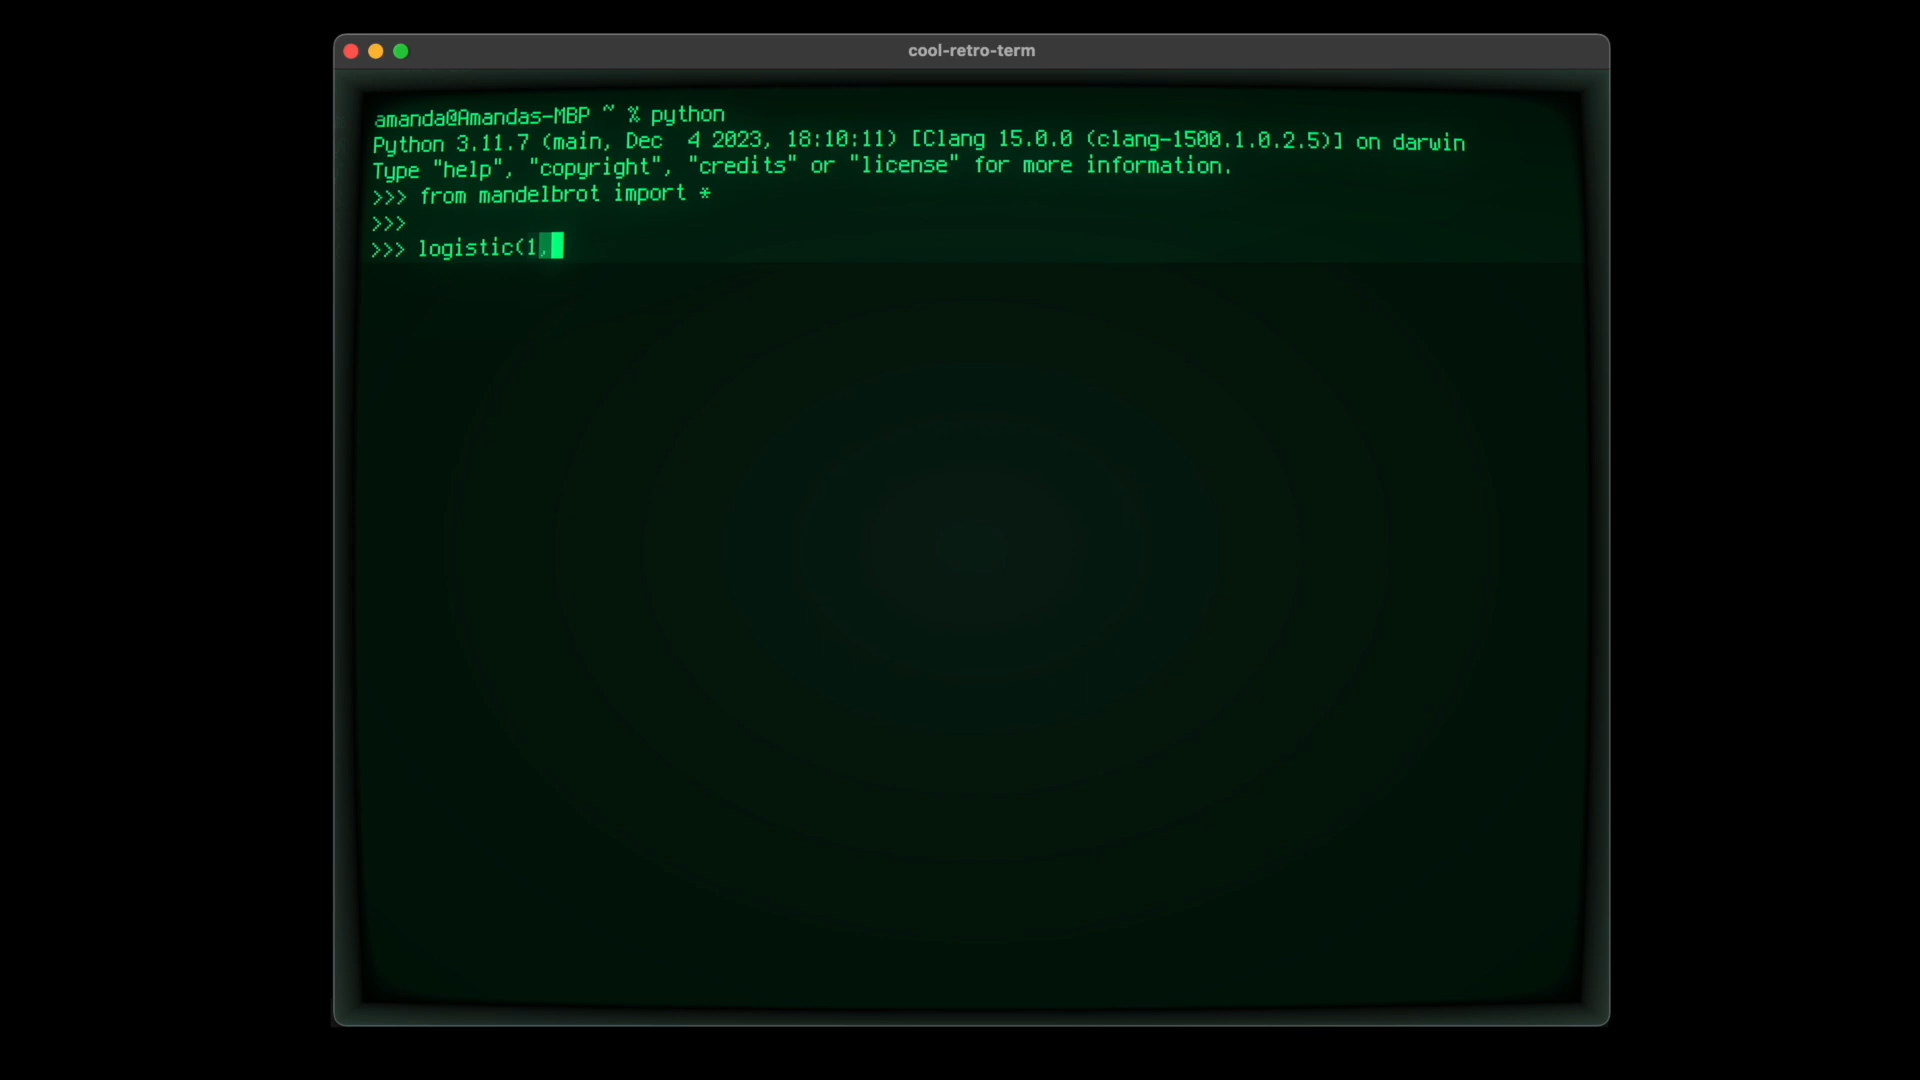 cool-retro-term
amanda@Amandas-MBP ~ % python
Python 3.11.7 (main, Dec  4 2023, 18:10:11) [Clang 15.0.0 (clang-1500.1.0.2.5)] on darwin
Type "help", "copyright", "credits" or "license" for more information.
>>> from mandelbrot import *
>>>
>>> logistic(1,